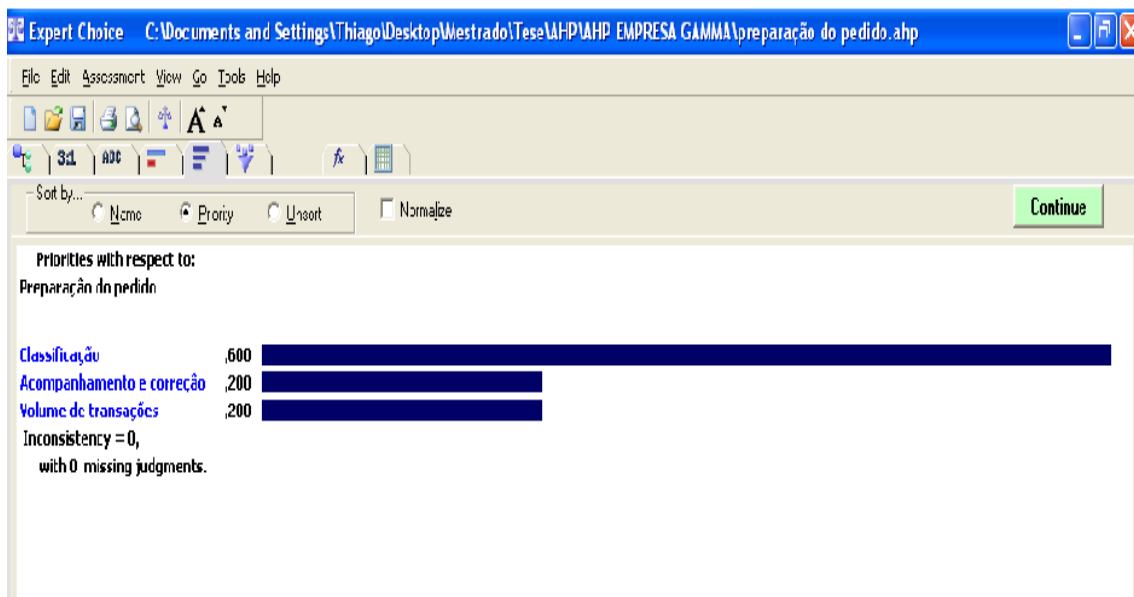 Expert Choice C:\Documents and Settings\Thiago\Desktop\Mestrado\Tese\AHP\AHP EMPRESA GAMMA\preparação do pedido.ahp
File Edit Assessment View Go Tools Help
A A
3:1 ABC fx
Sort by...
Name Priority Unsort Normalize Continue
Priorities with respect to:
Preparação do pedido
Classificação ,600
Acompanhamento e correção ,200
Volume de transações ,200
Inconsistency = 0,
with 0 missing judgments.